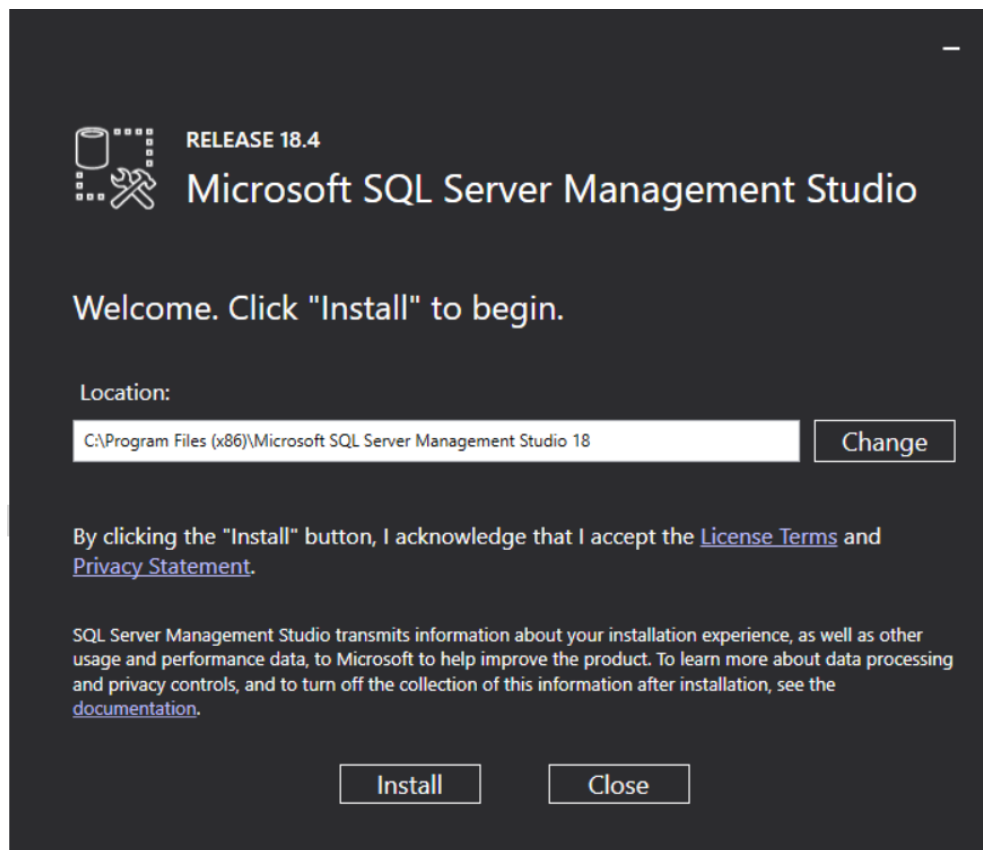 RELEASE 18.4
Microsoft SQL Server Management Studio
Welcome. Click "Install" to begin.
Location:
C:\Program Files (x86)\Microsoft SQL Server Management Studio 18
Change
By clicking the "Install" button, I acknowledge that I accept the License Terms and
Privacy Statement.
SQL Server Management Studio transmits information about your installation experience, as well as other
usage and performance data, to Microsoft to help improve the product. To learn more about data processing
and privacy controls, and to turn off the collection of this information after installation, see the
documentation.
Install
Close